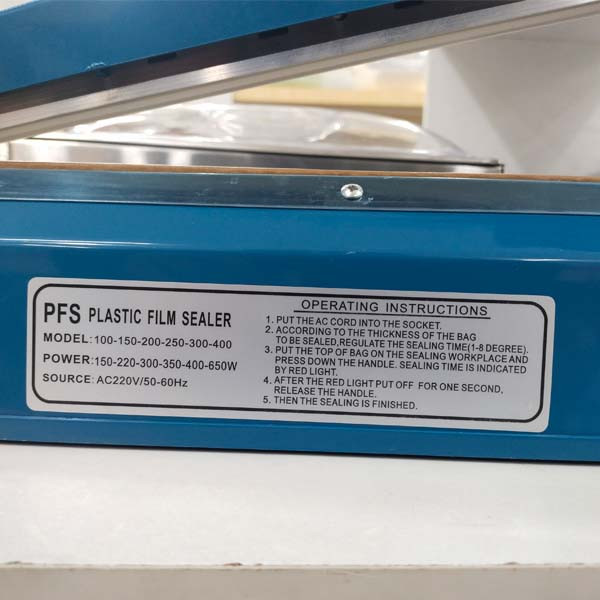 PFS PLASTIC FILM SEALER
MODEL:100-150-200-250-300-400
POWER:150-220-300-350-400-650W
SOURCE: AC220V/50-60Hz
OPERATING INSTRUCTIONS
1. PUT THE AC CORD INTO THE SOCKET.
2. ACCORDING TO THE THICKNESS OF THE BAG
TO BE SEALED,REGULATE THE SEALING TIME(1-8 DEGREE).
3. PUT THE TOP OF BAG ON THE SEALING WORKPLACE AND
PRESS DOWN THE HANDLE. SEALING TIME IS INDICATED
BY RED LIGHT.
4. AFTER THE RED LIGHT PUT OFF FOR ONE SECOND,
RELEASE THE HANDLE.
5. THEN THE SEALING IS FINISHED.